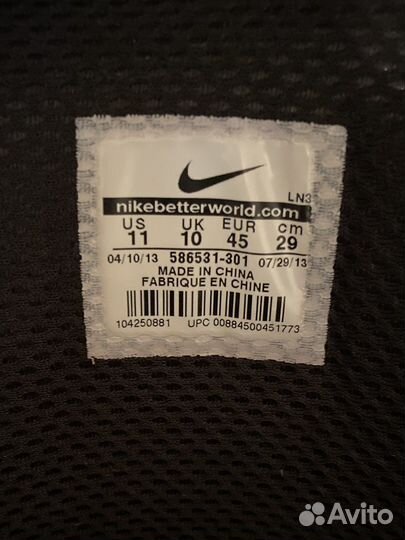 LN3
nikebetterworld.com
US UK EUR cm
11 10 45 29
04/10/13 586531-301 07/29/13
MADE IN CHINA
FABRIQUE EN CHINE
104250881 UPC 00884500451773
Avito